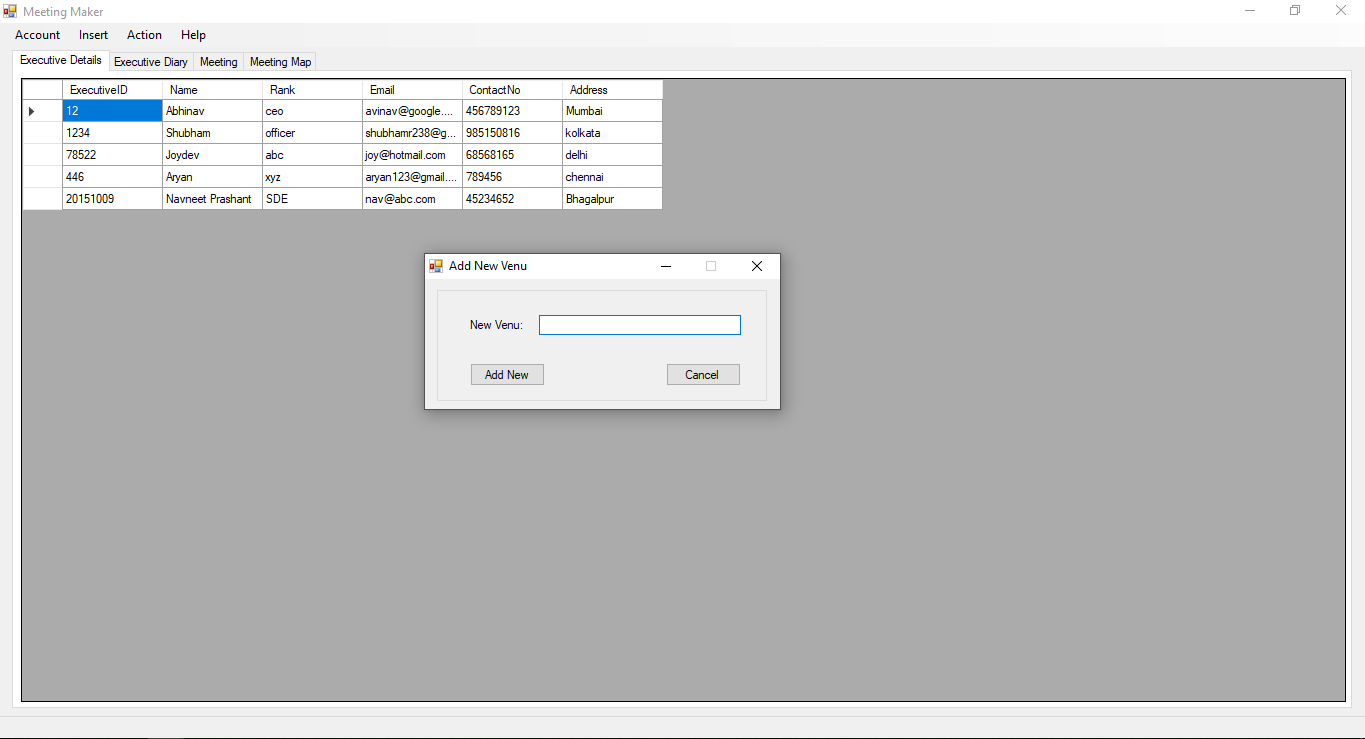 Meeting Maker
Account Insert Action Help
Executive Details Executive Diary Meeting Meeting Map
ExecutiveID Name Rank Email ContactNo Address
12 Abhinav ceo avinav@google.... 456789123 Mumbai
1234 Shubham officer shubhamr238@g... 985150816 kolkata
78522 Joydev abc joy@hotmail.com 68568165 delhi
446 Aryan xyz aryan123@gmail.... 789456 chennai
20151009 Navneet Prashant SDE nav@abc.com 45234652 Bhagalpur
Add New Venu
New Venu:
Add New Cancel